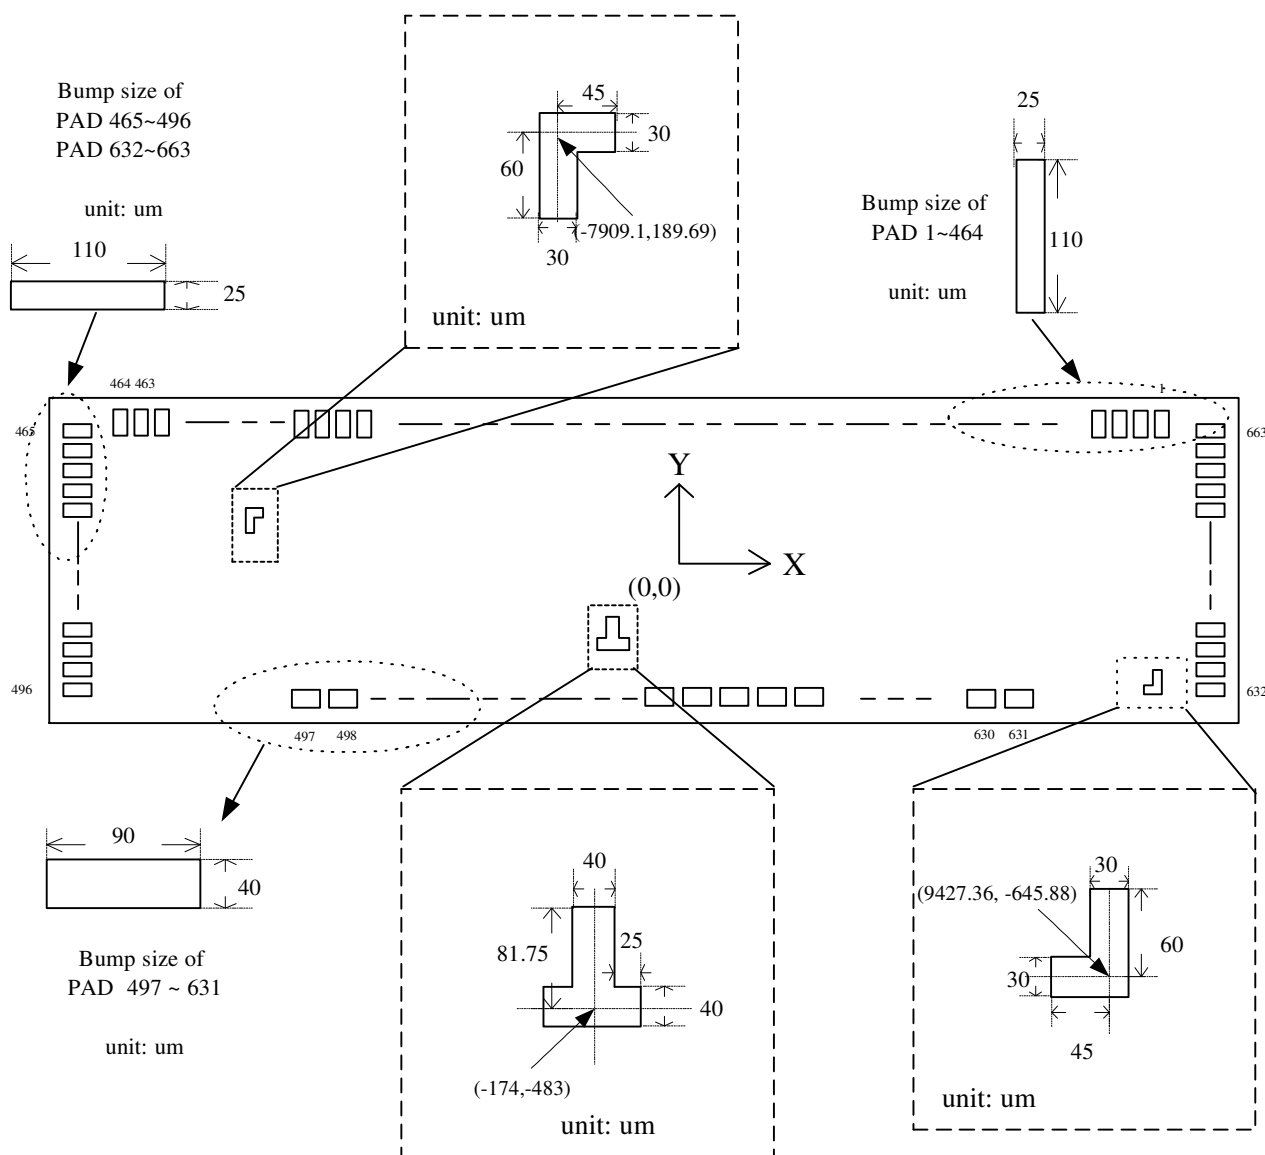 Bump size of
PAD 465~496
PAD 632~663
unit: um
110
25
45
30
60
(-7909.1,189.69)
30
unit: um
25
Bump size of
PAD 1~464
110
unit: um
464 463
1
465
663
Y
X
(0,0)
496
632
497
498
630
631
90
40
Bump size of
PAD 497 ~ 631
unit: um
40
81.75
25
40
(-174,-483)
unit: um
30
(9427.36, -645.88)
60
30
45
unit: um